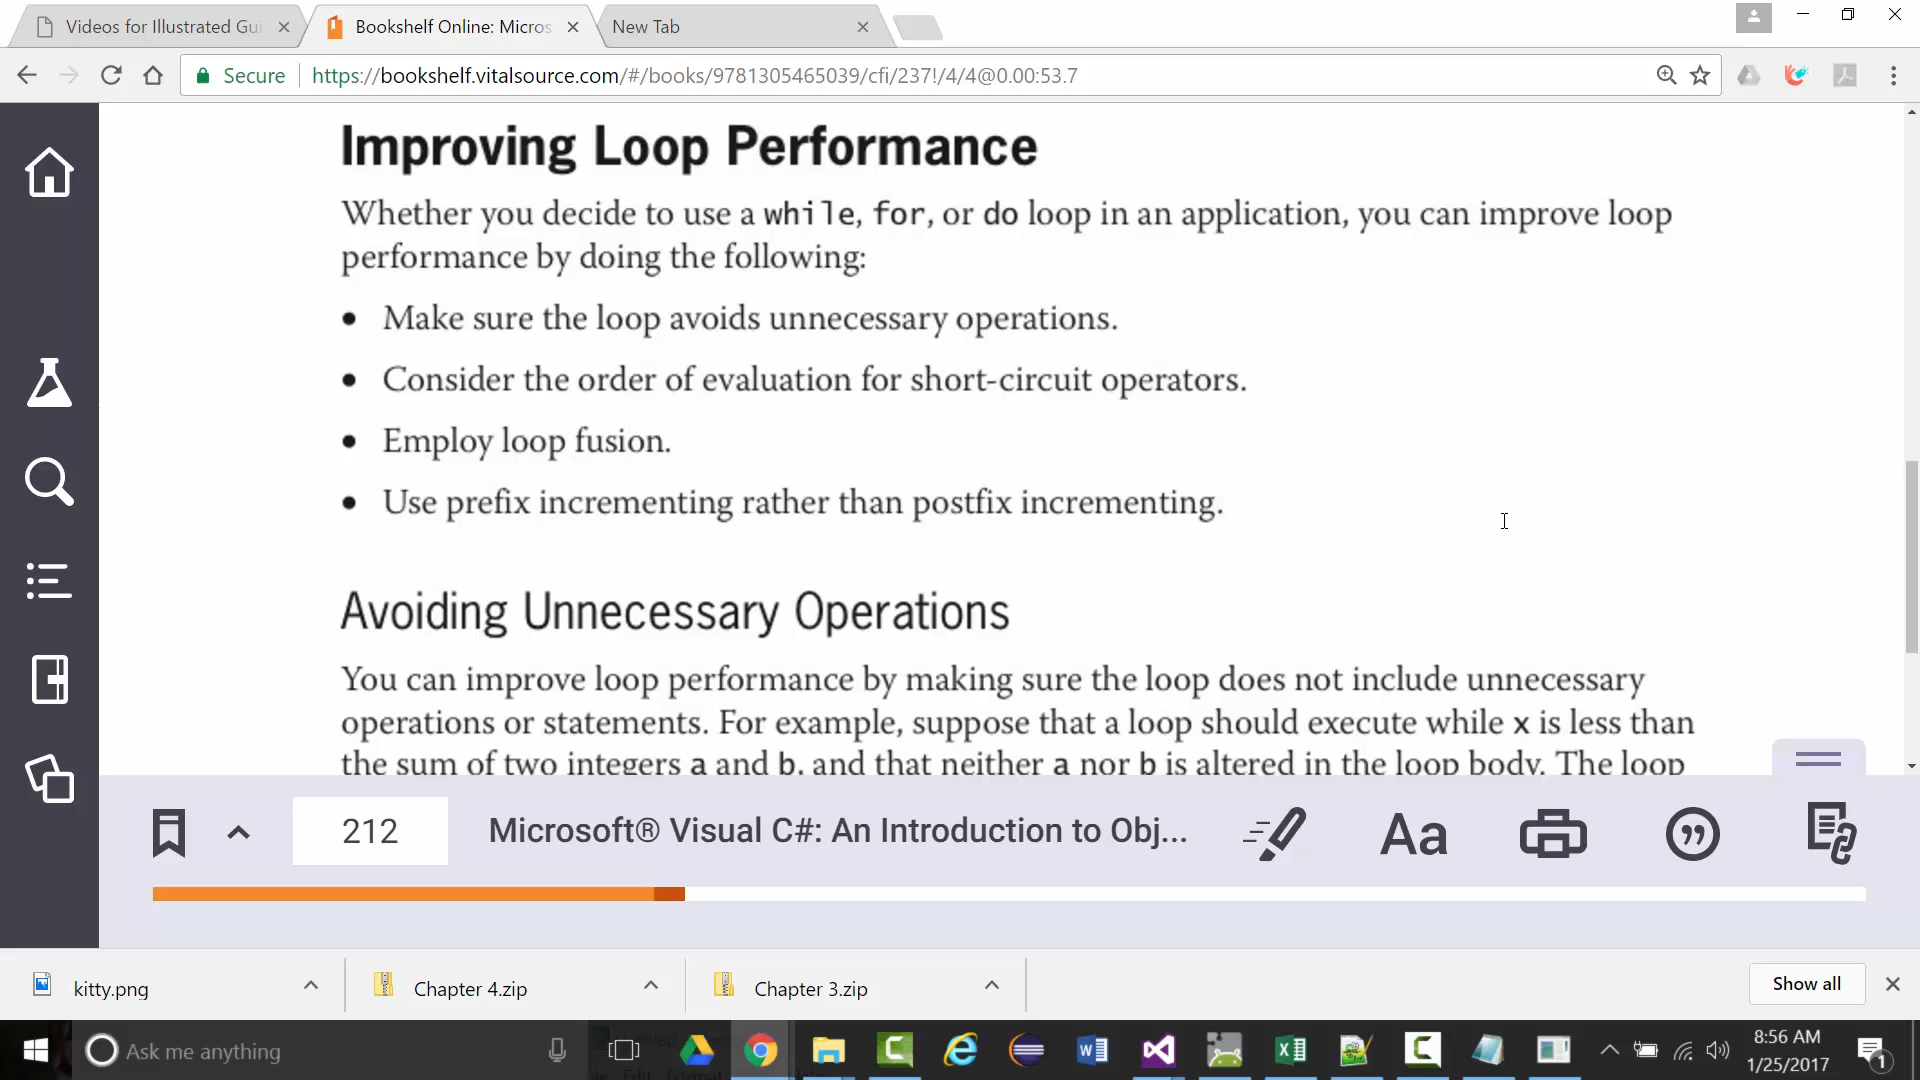 Videos for Illustrated Gui
Bookshelf Online: Micros
New Tab
Secure
https://bookshelf.vitalsource.com/#/books/9781305465039/cfi/237!/4/4@0.00:53.7
Improving Loop Performance
Whether you decide to use a while, for, or do loop in an application, you can improve loop
performance by doing the following:
• Make sure the loop avoids unnecessary operations.
• Consider the order of evaluation for short-circuit operators.
• Employ loop fusion.
• Use prefix incrementing rather than postfix incrementing.
Avoiding Unnecessary Operations
You can improve loop performance by making sure the loop does not include unnecessary
operations or statements. For example, suppose that a loop should execute while x is less than
the sum of two integers a and b, and that neither a nor b is altered in the loop body. The loop
212
Microsoft® Visual C#: An Introduction to Obj...
Aa
kitty.png
Chapter 4.zip
Chapter 3.zip
Show all
Ask me anything
8:56 AM
1/25/2017
1